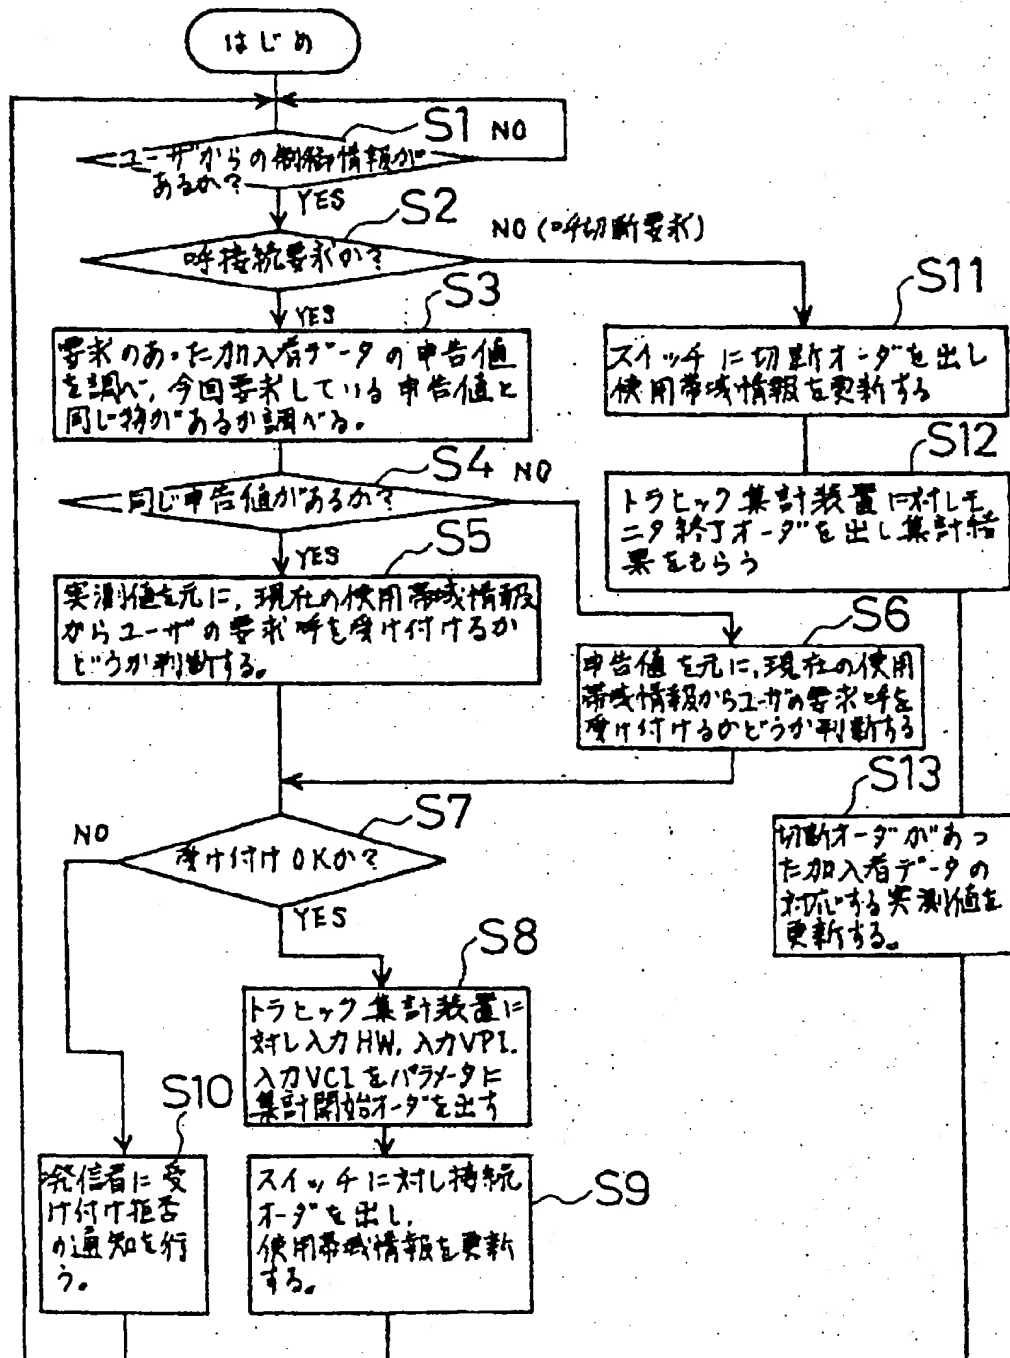 はじめ
S1
NO
ユーザからの制御情報が
あるか?
YES
S2
NO (呼切断要求)
呼接続要求か?
YES
S3
要求のあった加入者データの申告値
を調べ,今回要求している申告値と
同じ物があるか調べる。
S11
スイッチに切断オーダを出し
使用帯域情報を更新する
S4
NO
同じ申告値があるか?
YES
S12
トラヒック集計装置に対しモ
ニタ終了オーダを出し集計結
果をもらう
S5
実測値を元に,現在の使用帯域情報
からユーザの要求呼を受け付けるか
どうか判断する。
S6
申告値を元に,現在の使用
帯域情報からユーザの要求呼を
受け付けるかどうか判断する
S7
NO
受け付けOKか?
YES
S13
切断オーダがあっ
た加入者データの
対応する実測値を
更新する。
S8
トラヒック集計装置に
対し入力HW,入力VPI.
入力VCIをパラメータに
集計開始オーダを出す
S10
発信者に受
け付け拒否
の通知を行
う。
S9
スイッチに対し接続
オーダを出し,
使用帯域情報を更新
する。